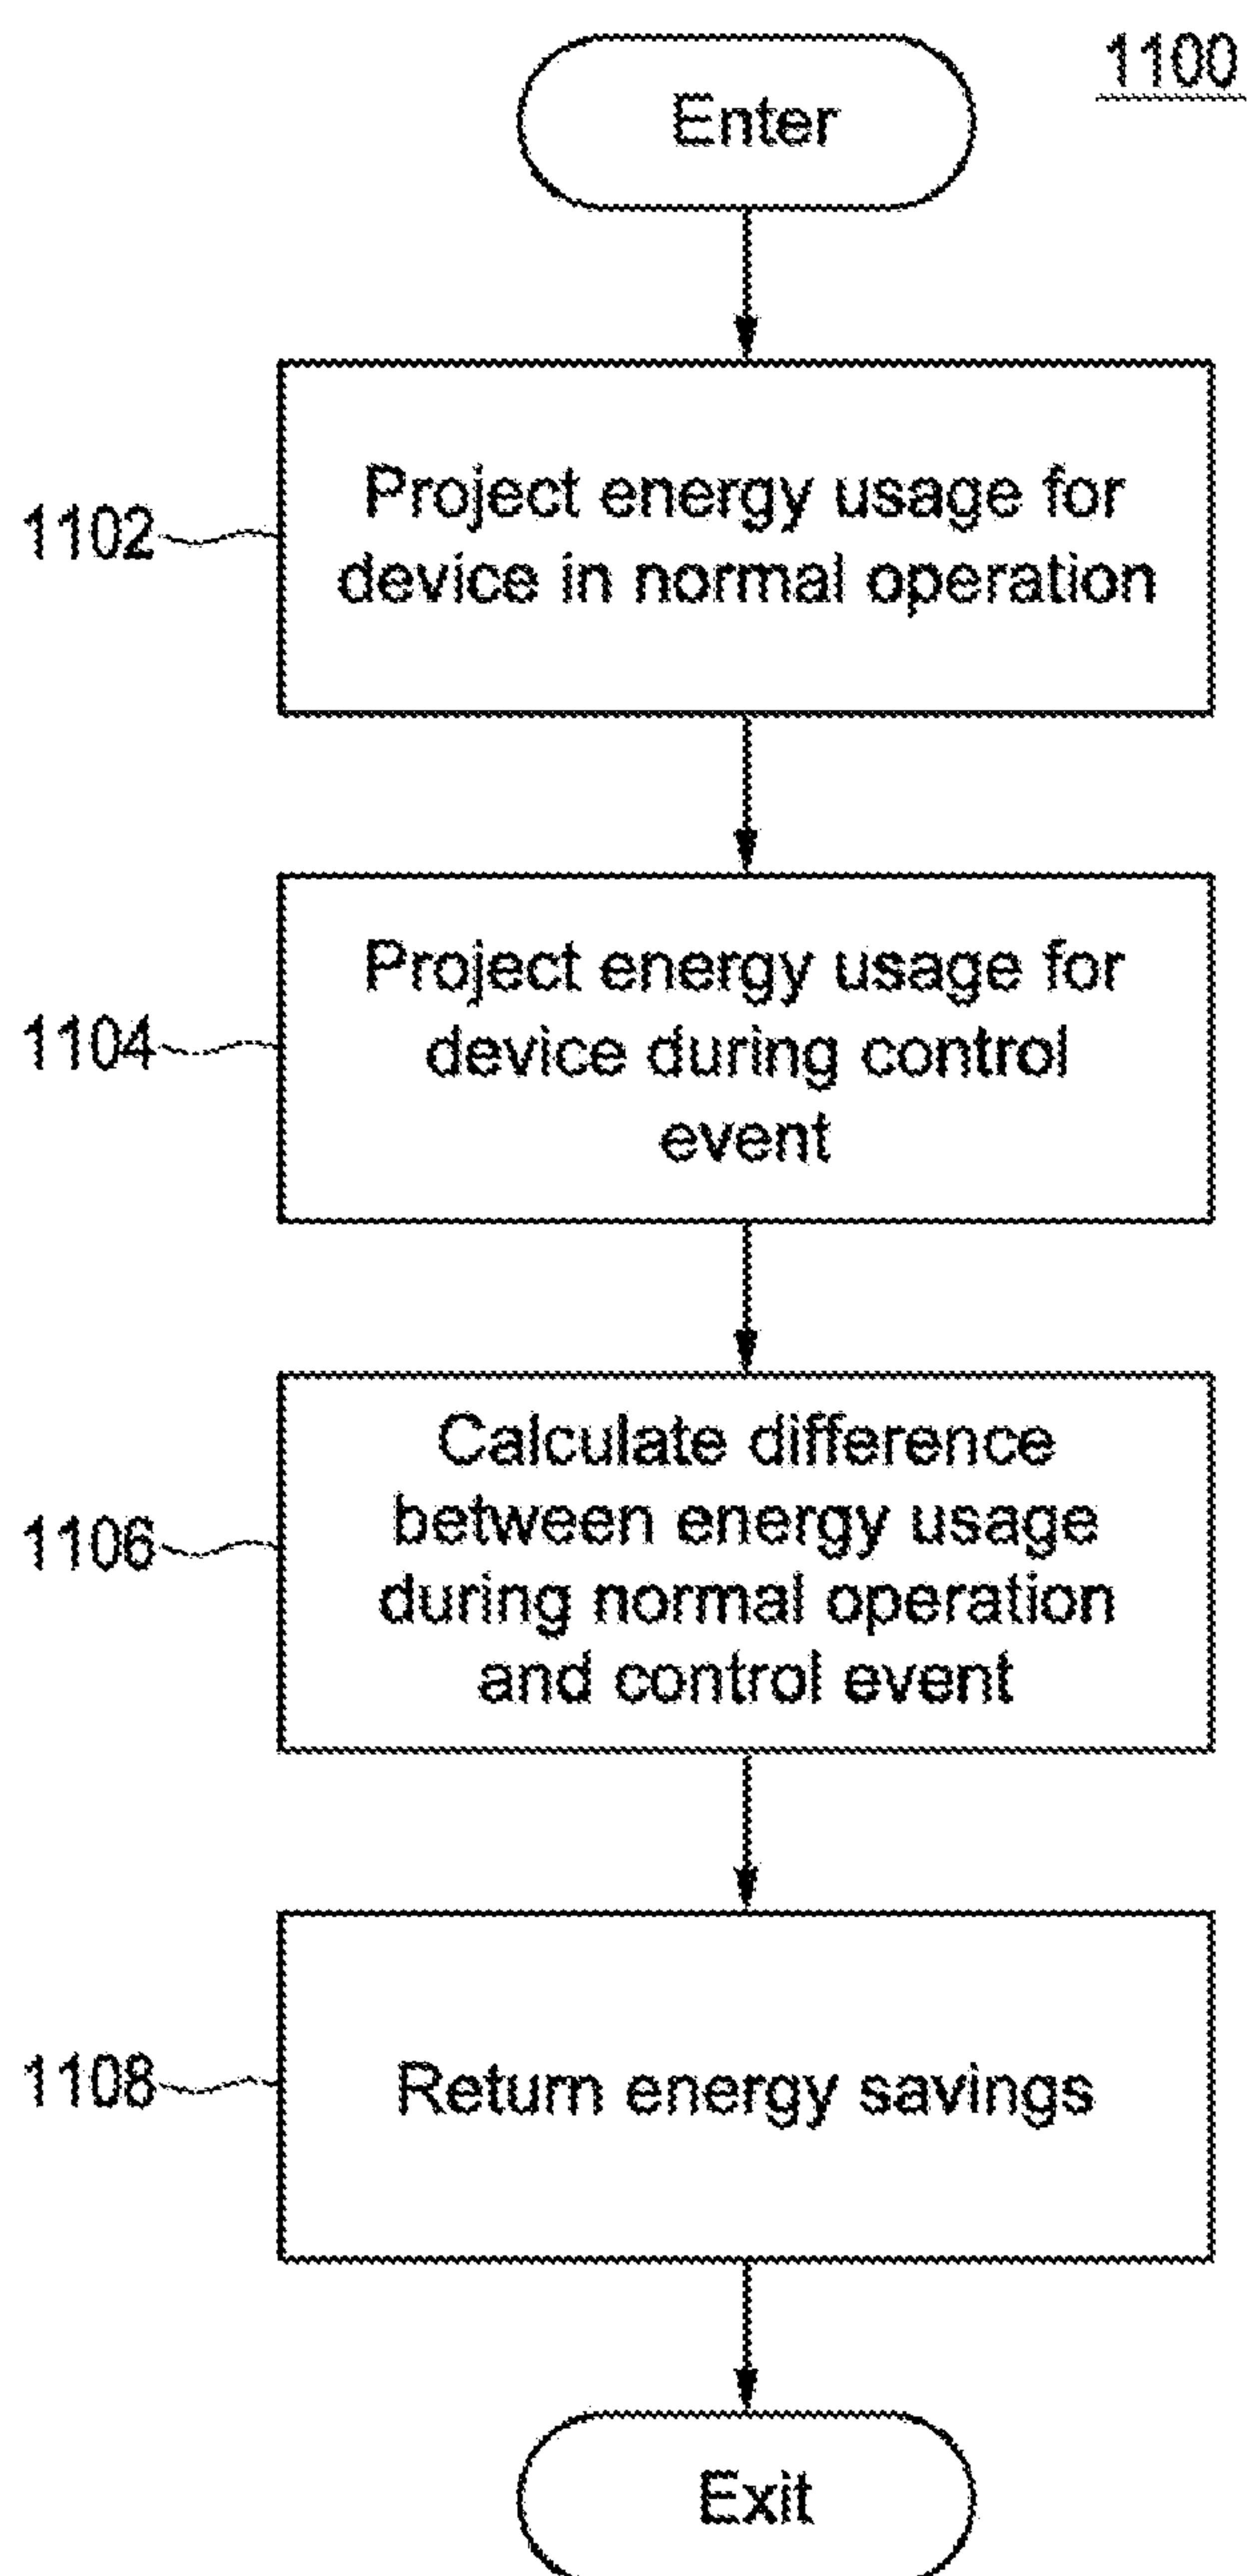 1100
Enter
Project energy usage for
device in normal operation
1102
Project energy usage for
device during control
event
1104
Calculate difference
between energy usage
during normal operation
and control event
1106
Return energy savings
1108
Exit